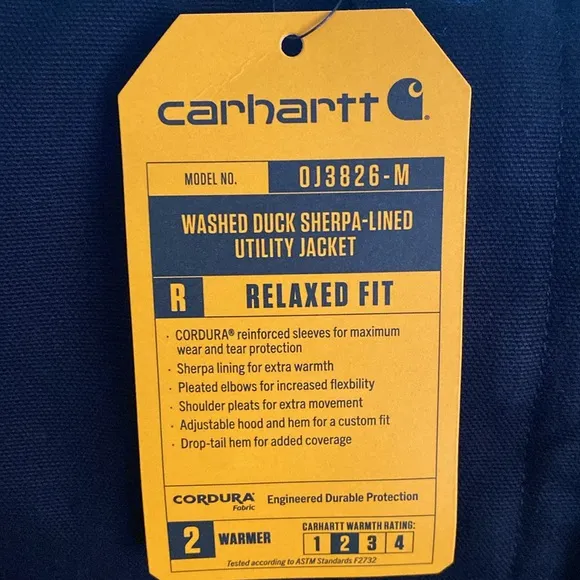 carhartt
MODEL NO. OJ3826-M
WASHED DUCK SHERPA-LINED
UTILITY JACKET
R RELAXED FIT
· CORDURA® reinforced sleeves for maximum
wear and tear protection
· Sherpa lining for extra warmth
· Pleated elbows for increased flexbility
· Shoulder pleats for extra movement
· Adjustable hood and hem for a custom fit
· Drop-tail hem for added coverage
CORDURA® Engineered Durable Protection
Fabric
CARHARTT WARMTH RATING:
2 WARMER 1 2 3 4
Tested according to ASTM Standards F2732